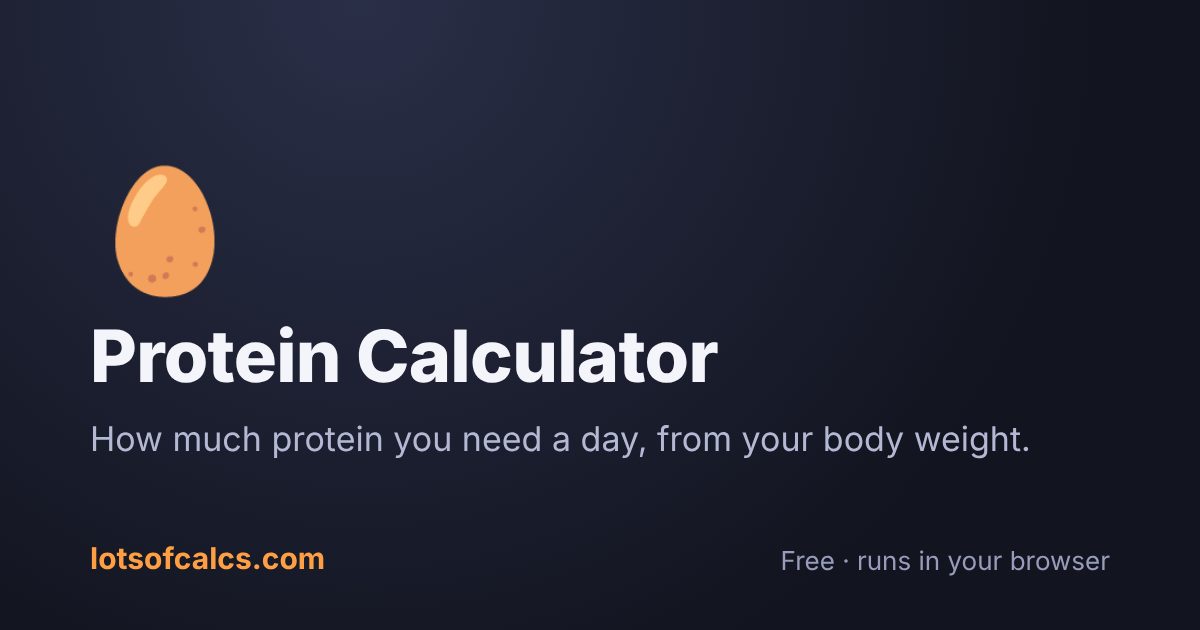 Protein Calculator
How much protein you need a day, from your body weight.
lotsofcalcs.com
Free · runs in your browser